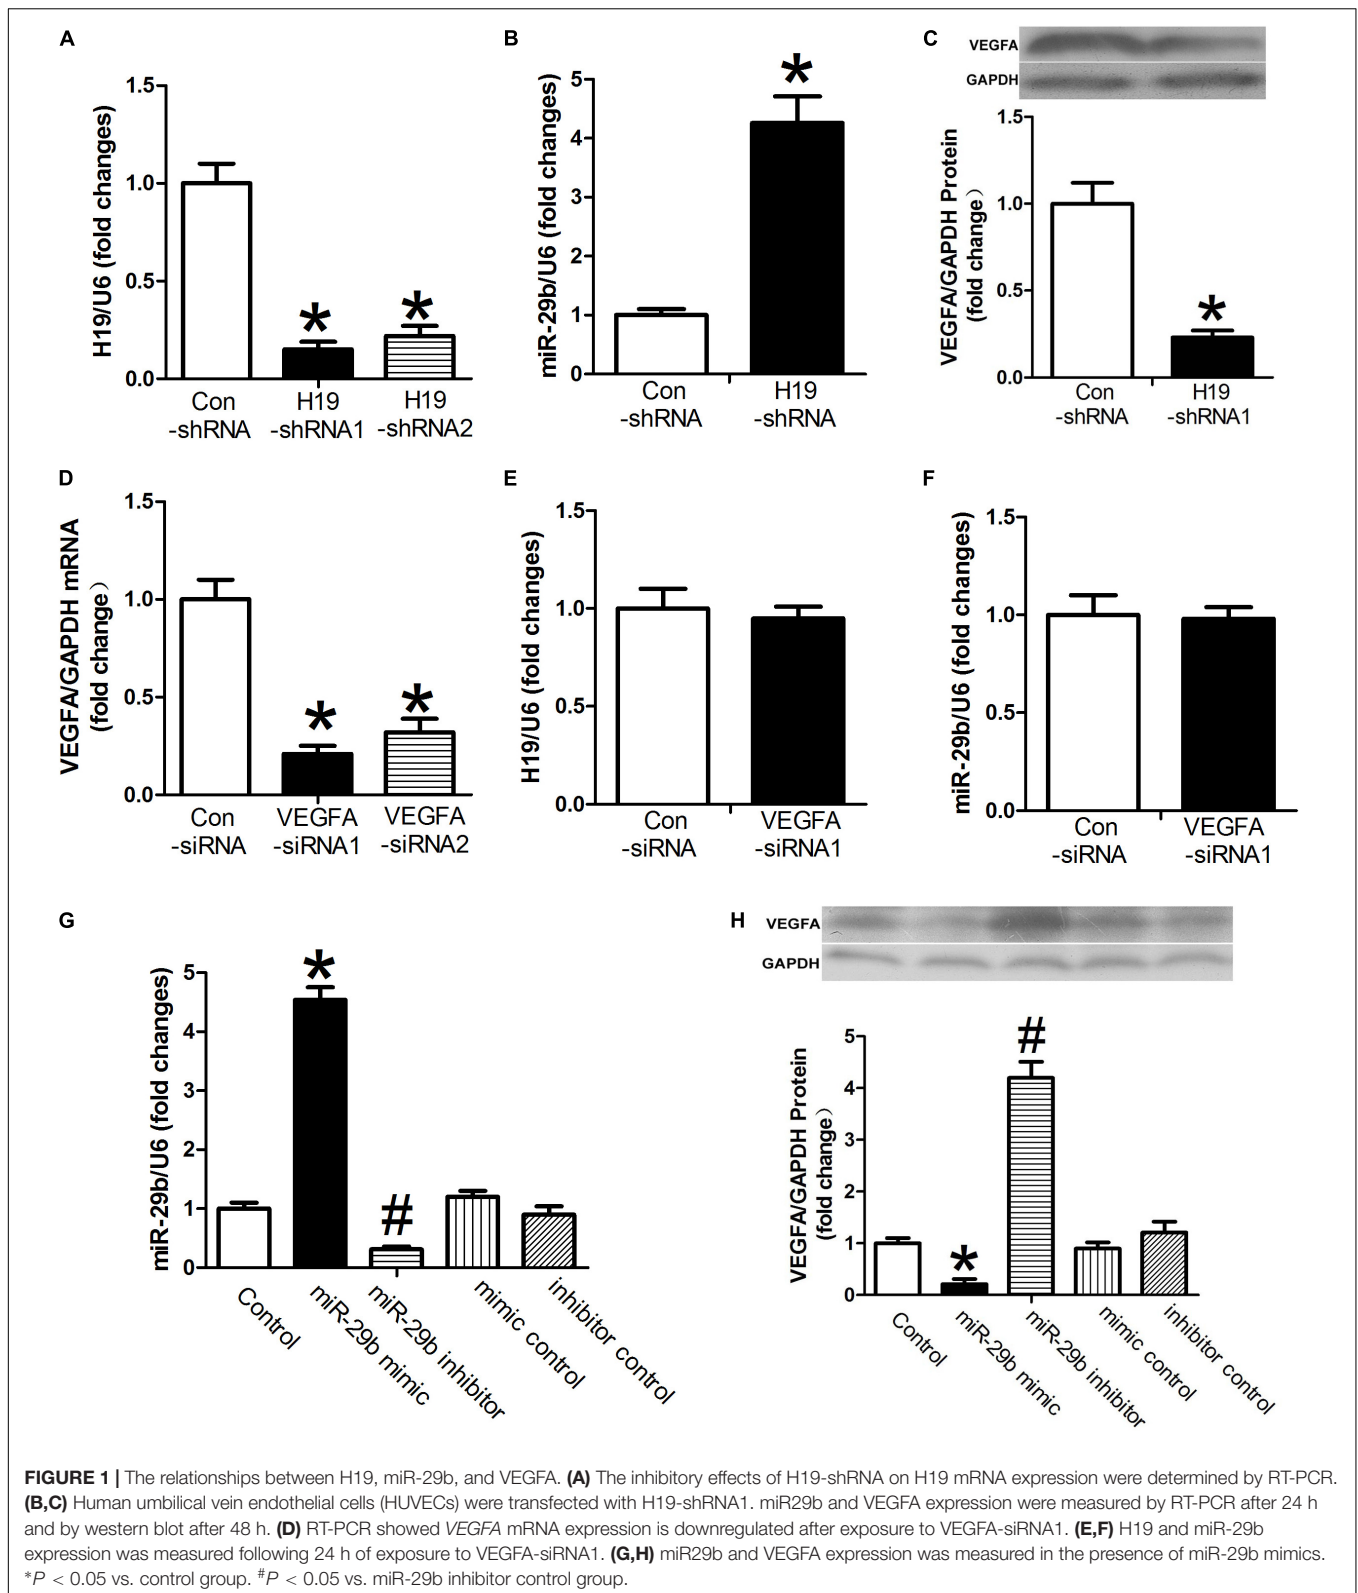 A
H19/U6 (fold changes)
1.5
1.0
0.5
0.0
*
*
Con
-shRNA
H19
-shRNA1
H19
-shRNA2
B
miR-29b/U6 (fold changes)
5
4
3
2
1
0
*
Con
-shRNA
H19
-shRNA
C
VEGFA
GAPDH
VEGFA/GAPDH Protein
(fold change）
1.5
1.0
0.5
0.0
*
Con
-shRNA
H19
-shRNA1
D
VEGFA/GAPDH mRNA
(fold change）
1.5
1.0
0.5
0.0
*
*
Con
-siRNA
VEGFA
-siRNA1
VEGFA
-siRNA2
E
H19/U6 (fold changes)
1.5
1.0
0.5
0.0
Con
-siRNA
VEGFA
-siRNA1
F
miR-29b/U6 (fold changes)
1.5
1.0
0.5
0.0
Con
-siRNA
VEGFA
-siRNA1
G
miR-29b/U6 (fold changes)
5
4
3
2
1
0
*
#
Control
miR-29b mimic
miR-29b inhibitor
mimic control
inhibitor control
H
VEGFA
GAPDH
VEGFA/GAPDH Protein
(fold change）
5
4
3
2
1
0
*
#
Control
miR-29b mimic
miR-29b inhibitor
mimic control
inhibitor control
FIGURE 1 | The relationships between H19, miR-29b, and VEGFA. (A) The inhibitory effects of H19-shRNA on H19 mRNA expression were determined by RT-PCR.
(B,C) Human umbilical vein endothelial cells (HUVECs) were transfected with H19-shRNA1. miR29b and VEGFA expression were measured by RT-PCR after 24 h
and by western blot after 48 h. (D) RT-PCR showed VEGFA mRNA expression is downregulated after exposure to VEGFA-siRNA1. (E,F) H19 and miR-29b
expression was measured following 24 h of exposure to VEGFA-siRNA1. (G,H) miR29b and VEGFA expression was measured in the presence of miR-29b mimics.
*P < 0.05 vs. control group. #P < 0.05 vs. miR-29b inhibitor control group.